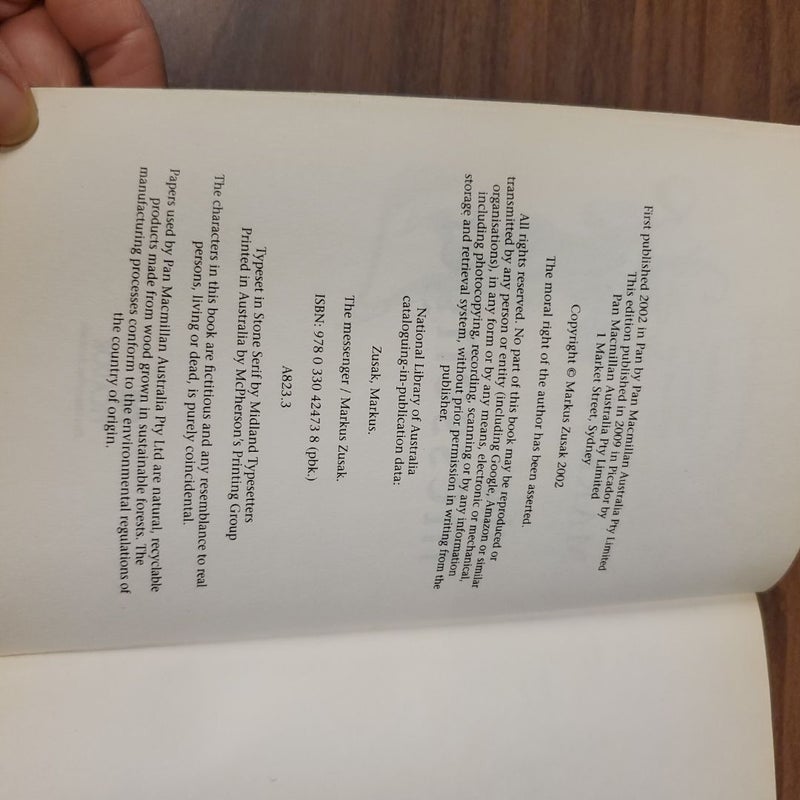 First published 2002 in Pan by Pan Macmillan Australia Pty Limited
This edition published in 2009 in Picador by
Pan Macmillan Australia Pty Limited
1 Market Street, Sydney
Copyright © Markus Zusak 2002
The moral right of the author has been asserted.
All rights reserved. No part of this book may be reproduced or
transmitted by any person or entity (including Google, Amazon or similar
organisations), in any form or by any means, electronic or mechanical,
including photocopying, recording, scanning or by any information
storage and retrieval system, without prior permission in writing from the
publisher.
National Library of Australia
cataloguing-in-publication data:
Zusak, Markus.
The messenger / Markus Zusak.
ISBN: 978 0 330 42473 8 (pbk.)
A823.3
Typeset in Stone Serif by Midland Typesetters
Printed in Australia by McPherson's Printing Group
The characters in this book are fictitious and any resemblance to real
persons, living or dead, is purely coincidental.
Papers used by Pan Macmillan Australia Pty Ltd are natural, recyclable
products made from wood grown in sustainable forests. The
manufacturing processes conform to the environmental regulations of
the country of origin.